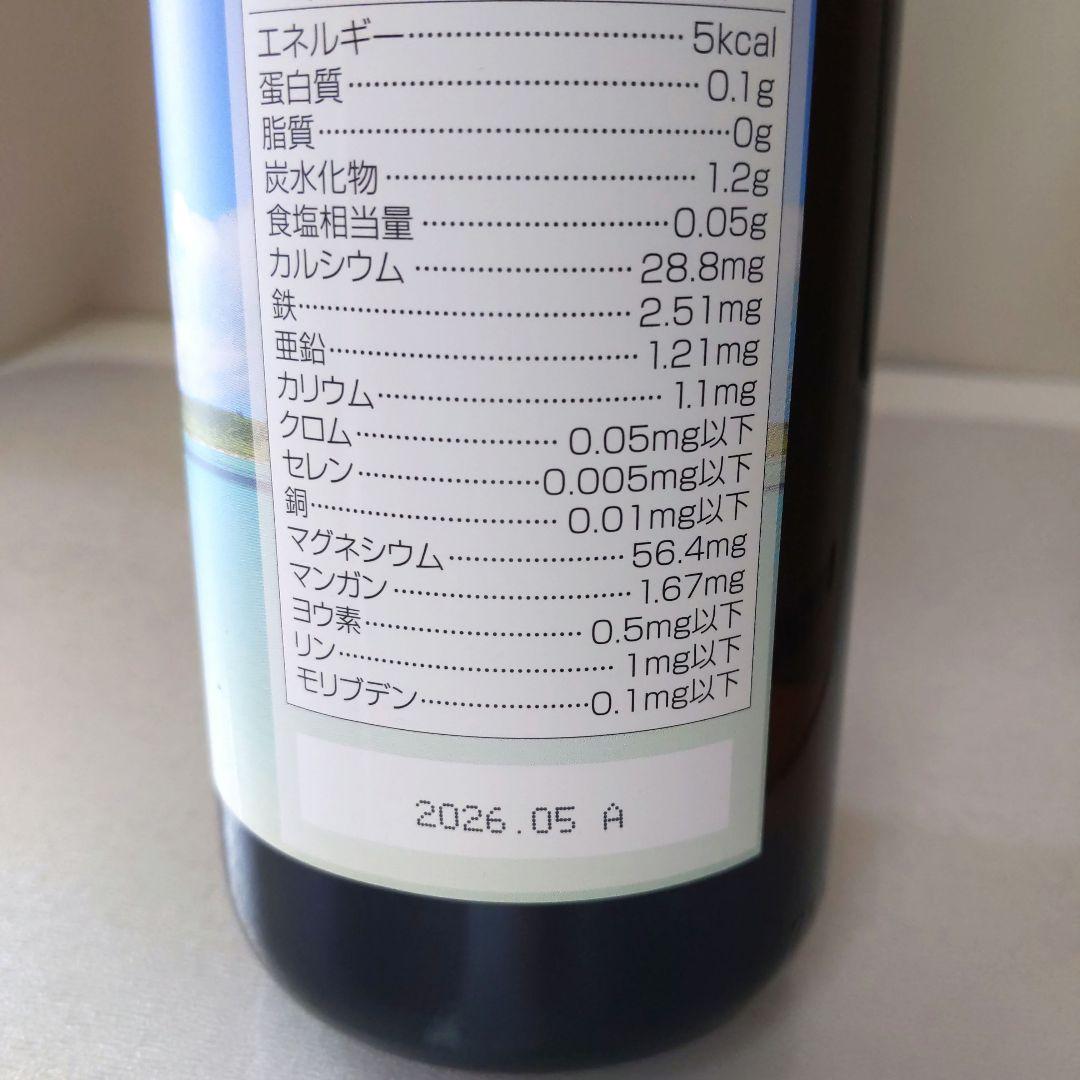 エネルギー………………………… 5kcal
蛋白質……………………………… 0.1g
脂質……………………………………0g
炭水化物 ………………………… 1.2g
食塩相当量 ………………………0.05g
カルシウム …………………… 28.8mg
鉄……………………………… 2.51mg
亜鉛…………………………… 1.21mg
カリウム………………………… 1.1mg
クロム………………… 0.05mg以下
セレン………………0.005mg以下
銅……………………… 0.01mg以下
マグネシウム……………… 56.4mg
マンガン…………………… 1.67mg
ヨウ素…………………… 0.5mg以下
リン………………………… 1mg以下
モリブデン………………0.1mg以下
2026.05 A